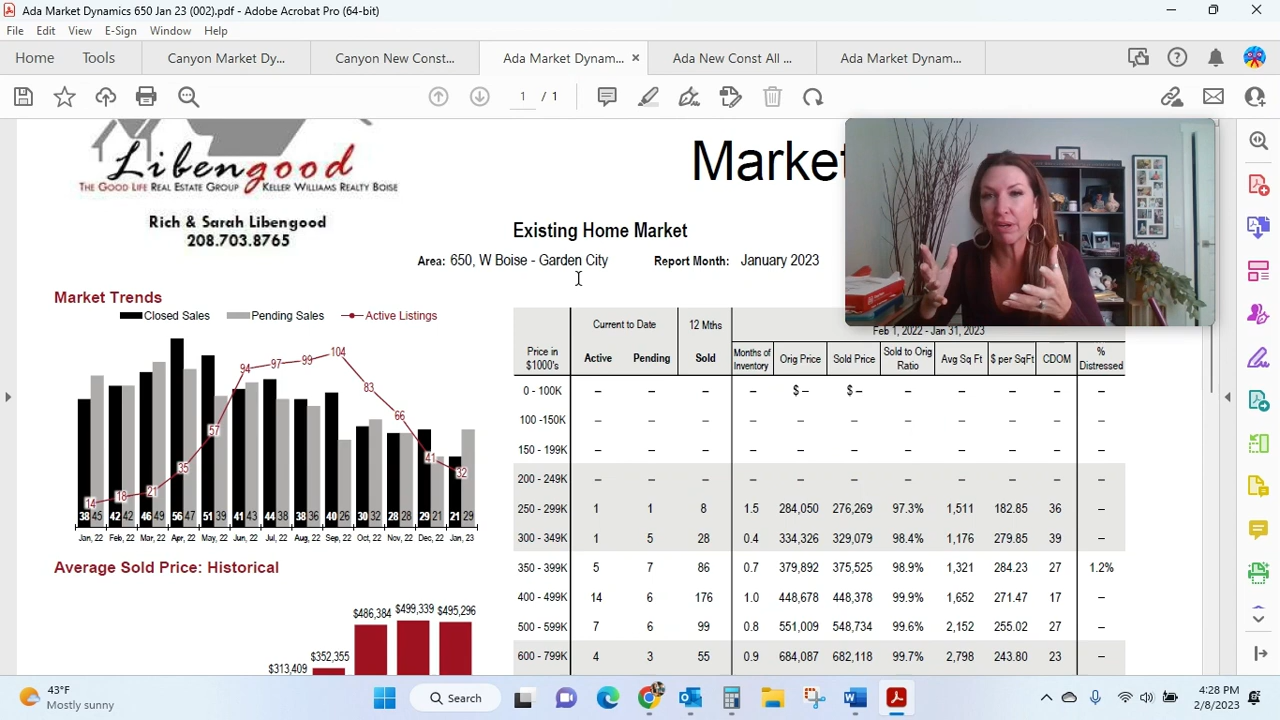 Ada Market Dynamics 650 Jan 23 (002).pdf - Adobe Acrobat Pro (64-bit)
File Edit View E-Sign Window Help
Home Tools Canyon Market Dy... Canyon New Const... Ada Market Dynam... Ada New Const All ... Ada Market Dynam...
1 / 1
Libengood
THE GOOD LIFE REAL ESTATE GROUP KELLER WILLIAMS REALTY BOISE
Rich & Sarah Libengood
208.703.8765
Market
Existing Home Market
Area: 650, W Boise - Garden City Report Month: January 2023
Market Trends
Closed Sales Pending Sales Active Listings
14 18 21 35 57 94 97 99 104 83 66 41 32
38 45 42 42 46 49 56 47 51 39 41 43 44 38 38 36 40 26 30 32 28 28 29 21 21 29
Jan, 22 Feb, 22 Mar, 22 Apr, 22 May, 22 Jun, 22 Jul, 22 Aug, 22 Sep, 22 Oct, 22 Nov, 22 Dec, 22 Jan, 23
Average Sold Price: Historical
$313,409 $352,355 $486,384 $499,339 $495,296
Current to Date 12 Mths Feb 1, 2022 - Jan 31, 2023
Price in $1000's Active Pending Sold Months of Inventory Orig Price Sold Price Sold to Orig Ratio Avg Sq Ft $ per SqFt CDOM % Distressed
0 - 100K – – – – $ – $ – – – – – –
100 -150K – – – – – – – – – – –
150 - 199K – – – – – – – – – – –
200 - 249K – – – – – – – – – – –
250 - 299K 1 1 8 1.5 284,050 276,269 97.3% 1,511 182.85 36 –
300 - 349K 1 5 28 0.4 334,326 329,079 98.4% 1,176 279.85 39 –
350 - 399K 5 7 86 0.7 379,892 375,525 98.9% 1,321 284.23 27 1.2%
400 - 499K 14 6 176 1.0 448,678 448,378 99.9% 1,652 271.47 17 –
500 - 599K 7 6 99 0.8 551,009 548,734 99.6% 2,152 255.02 27 –
600 - 799K 4 3 55 0.9 684,087 682,118 99.7% 2,798 243.80 23 –
43°F
Mostly sunny
Search
4:28 PM
2/8/2023